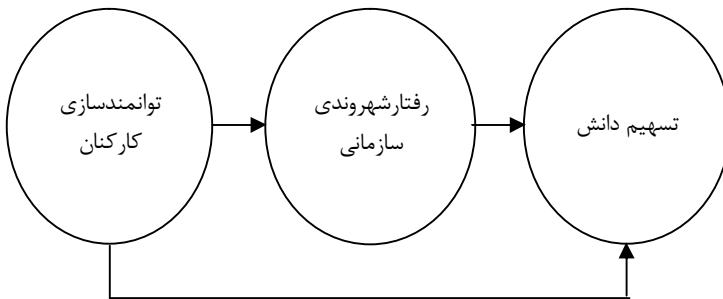 توانمندسازی
کارکنان
رفتارشهروندی
سازمانی
تسهیم دانش